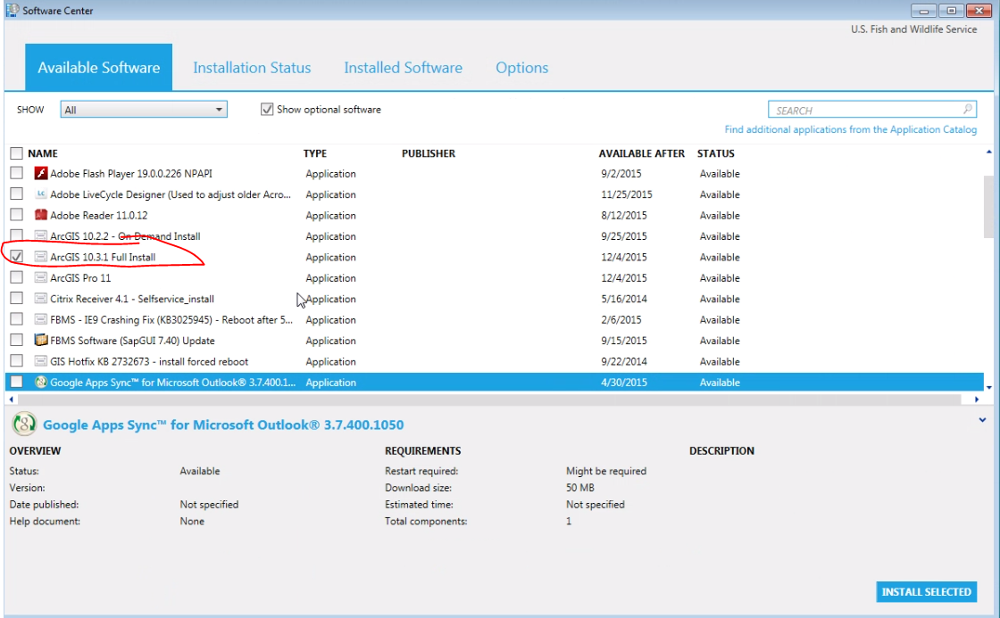 Software Center
U.S. Fish and Wildlife Service
Available Software Installation Status Installed Software Options
SHOW All Show optional software SEARCH
Find additional applications from the Application Catalog
NAME TYPE PUBLISHER AVAILABLE AFTER STATUS
Adobe Flash Player 19.0.0.226 NPAPI Application 9/2/2015 Available
LC Adobe LiveCycle Designer (Used to adjust older Acro... Application 11/25/2015 Available
Adobe Reader 11.0.12 Application 8/12/2015 Available
ArcGIS 10.2.2 - On Demand Install Application 9/25/2015 Available
ArcGIS 10.3.1 Full Install Application 12/4/2015 Available
ArcGIS Pro 11 Application 12/4/2015 Available
Citrix Receiver 4.1 - Selfservice_install Application 5/16/2014 Available
FBMS - IE9 Crashing Fix (KB3025945) - Reboot after 5... Application 2/6/2015 Available
FBMS Software (SapGUI 7.40) Update Application 9/15/2015 Available
GIS Hotfix KB 2732673 - install forced reboot Application 9/22/2014 Available
Google Apps Sync™ for Microsoft Outlook® 3.7.400.1... Application 4/30/2015 Available
Google Apps Sync™ for Microsoft Outlook® 3.7.400.1050
OVERVIEW REQUIREMENTS DESCRIPTION
Status: Available Restart required: Might be required
Version: Download size: 50 MB
Date published: Not specified Estimated time: Not specified
Help document: None Total components: 1
INSTALL SELECTED